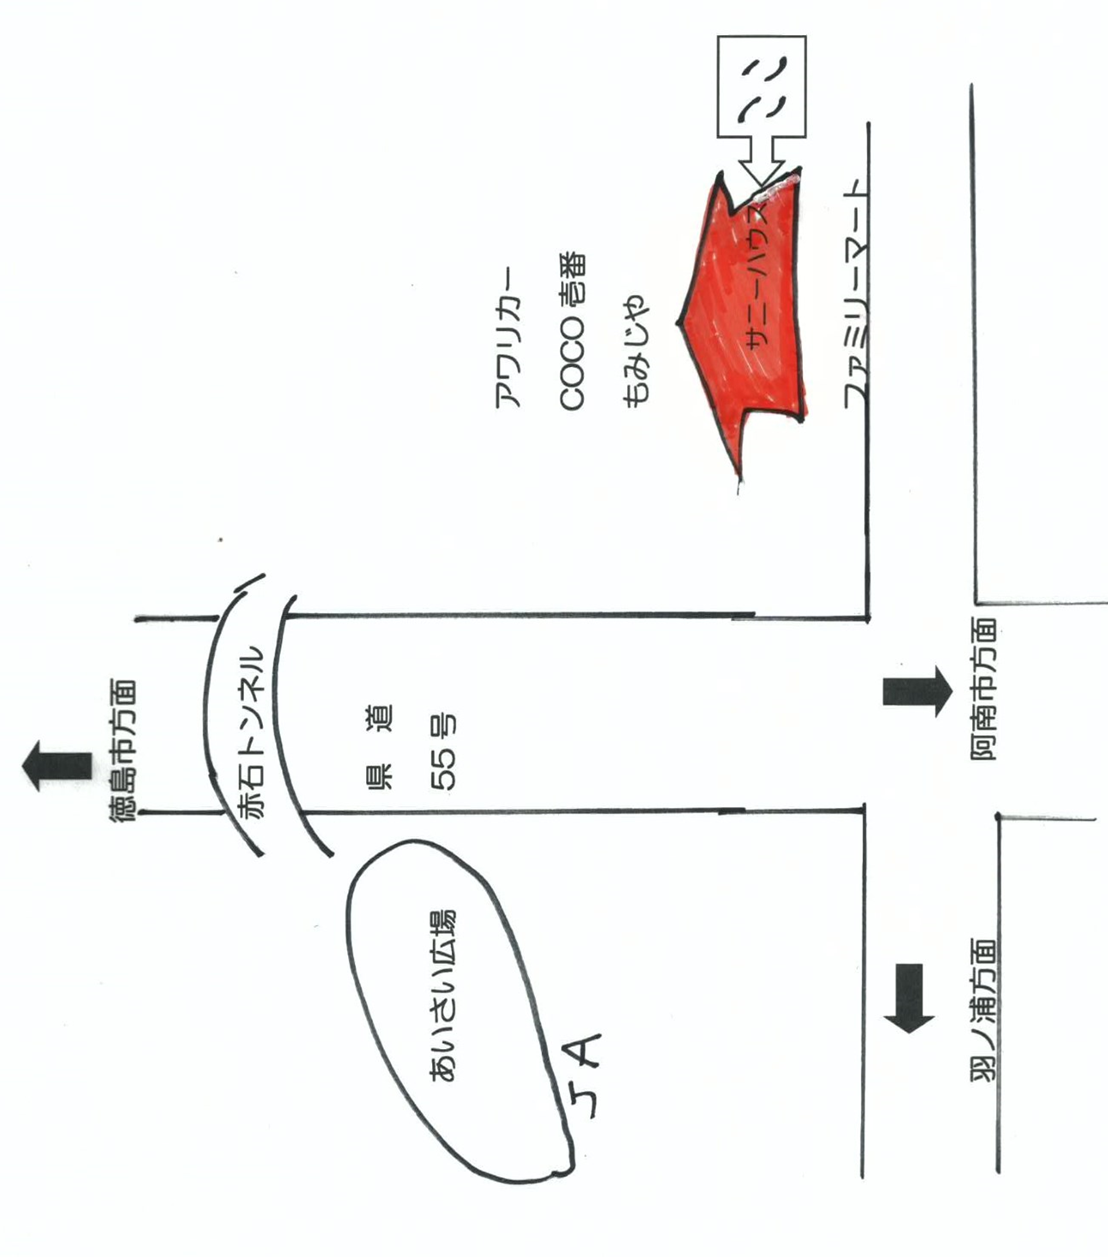 徳島市方面
赤石トンネル
県 道
55号
あいさい広場
JA
アワリカー
COCO壱番
もみじや
ここ
サニーハウス
ファミリーマート
阿南市方面
羽ノ浦方面